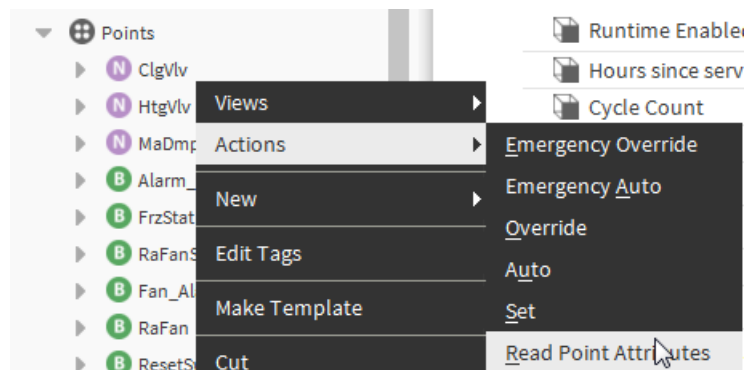 Points
N ClgVlv
N HtgVlv
N MaDmp
B Alarm_
B FrzStat
B RaFanS
B Fan_Al
B RaFan
B ResetS
Views
Actions
New
Edit Tags
Make Template
Cut
Emergency Override
Emergency Auto
Override
Auto
Set
Read Point Attributes
Runtime Enabled
Hours since serv
Cycle Count